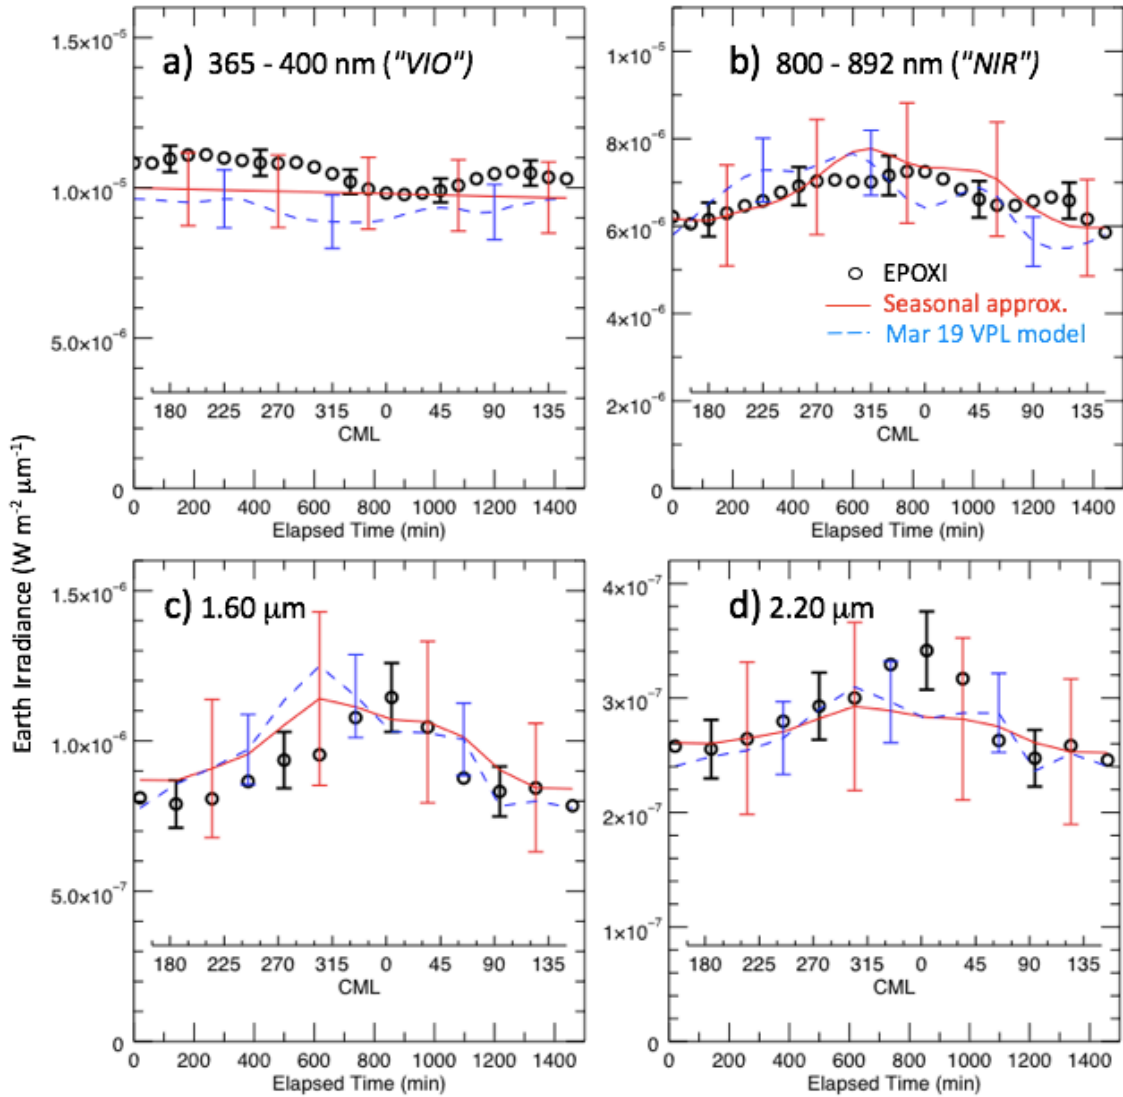 Earth Irradiance (W m⁻² μm⁻¹)
a) 365 - 400 nm ("VIO")
1.5×10⁻⁵
1.0×10⁻⁵
5.0×10⁻⁶
0
180 225 270 315 0 45 90 135
CML
0 200 400 600 800 1000 1200 1400
Elapsed Time (min)
b) 800 - 892 nm ("NIR")
1×10⁻⁵
8×10⁻⁶
6×10⁻⁶
4×10⁻⁶
2×10⁻⁶
0
EPOXI
Seasonal approx.
Mar 19 VPL model
180 225 270 315 0 45 90 135
CML
0 200 400 600 800 1000 1200 1400
Elapsed Time (min)
c) 1.60 μm
1.5×10⁻⁶
1.0×10⁻⁶
5.0×10⁻⁷
0
180 225 270 315 0 45 90 135
CML
0 200 400 600 800 1000 1200 1400
Elapsed Time (min)
d) 2.20 μm
4×10⁻⁷
3×10⁻⁷
2×10⁻⁷
1×10⁻⁷
0
180 225 270 315 0 45 90 135
CML
0 200 400 600 800 1000 1200 1400
Elapsed Time (min)